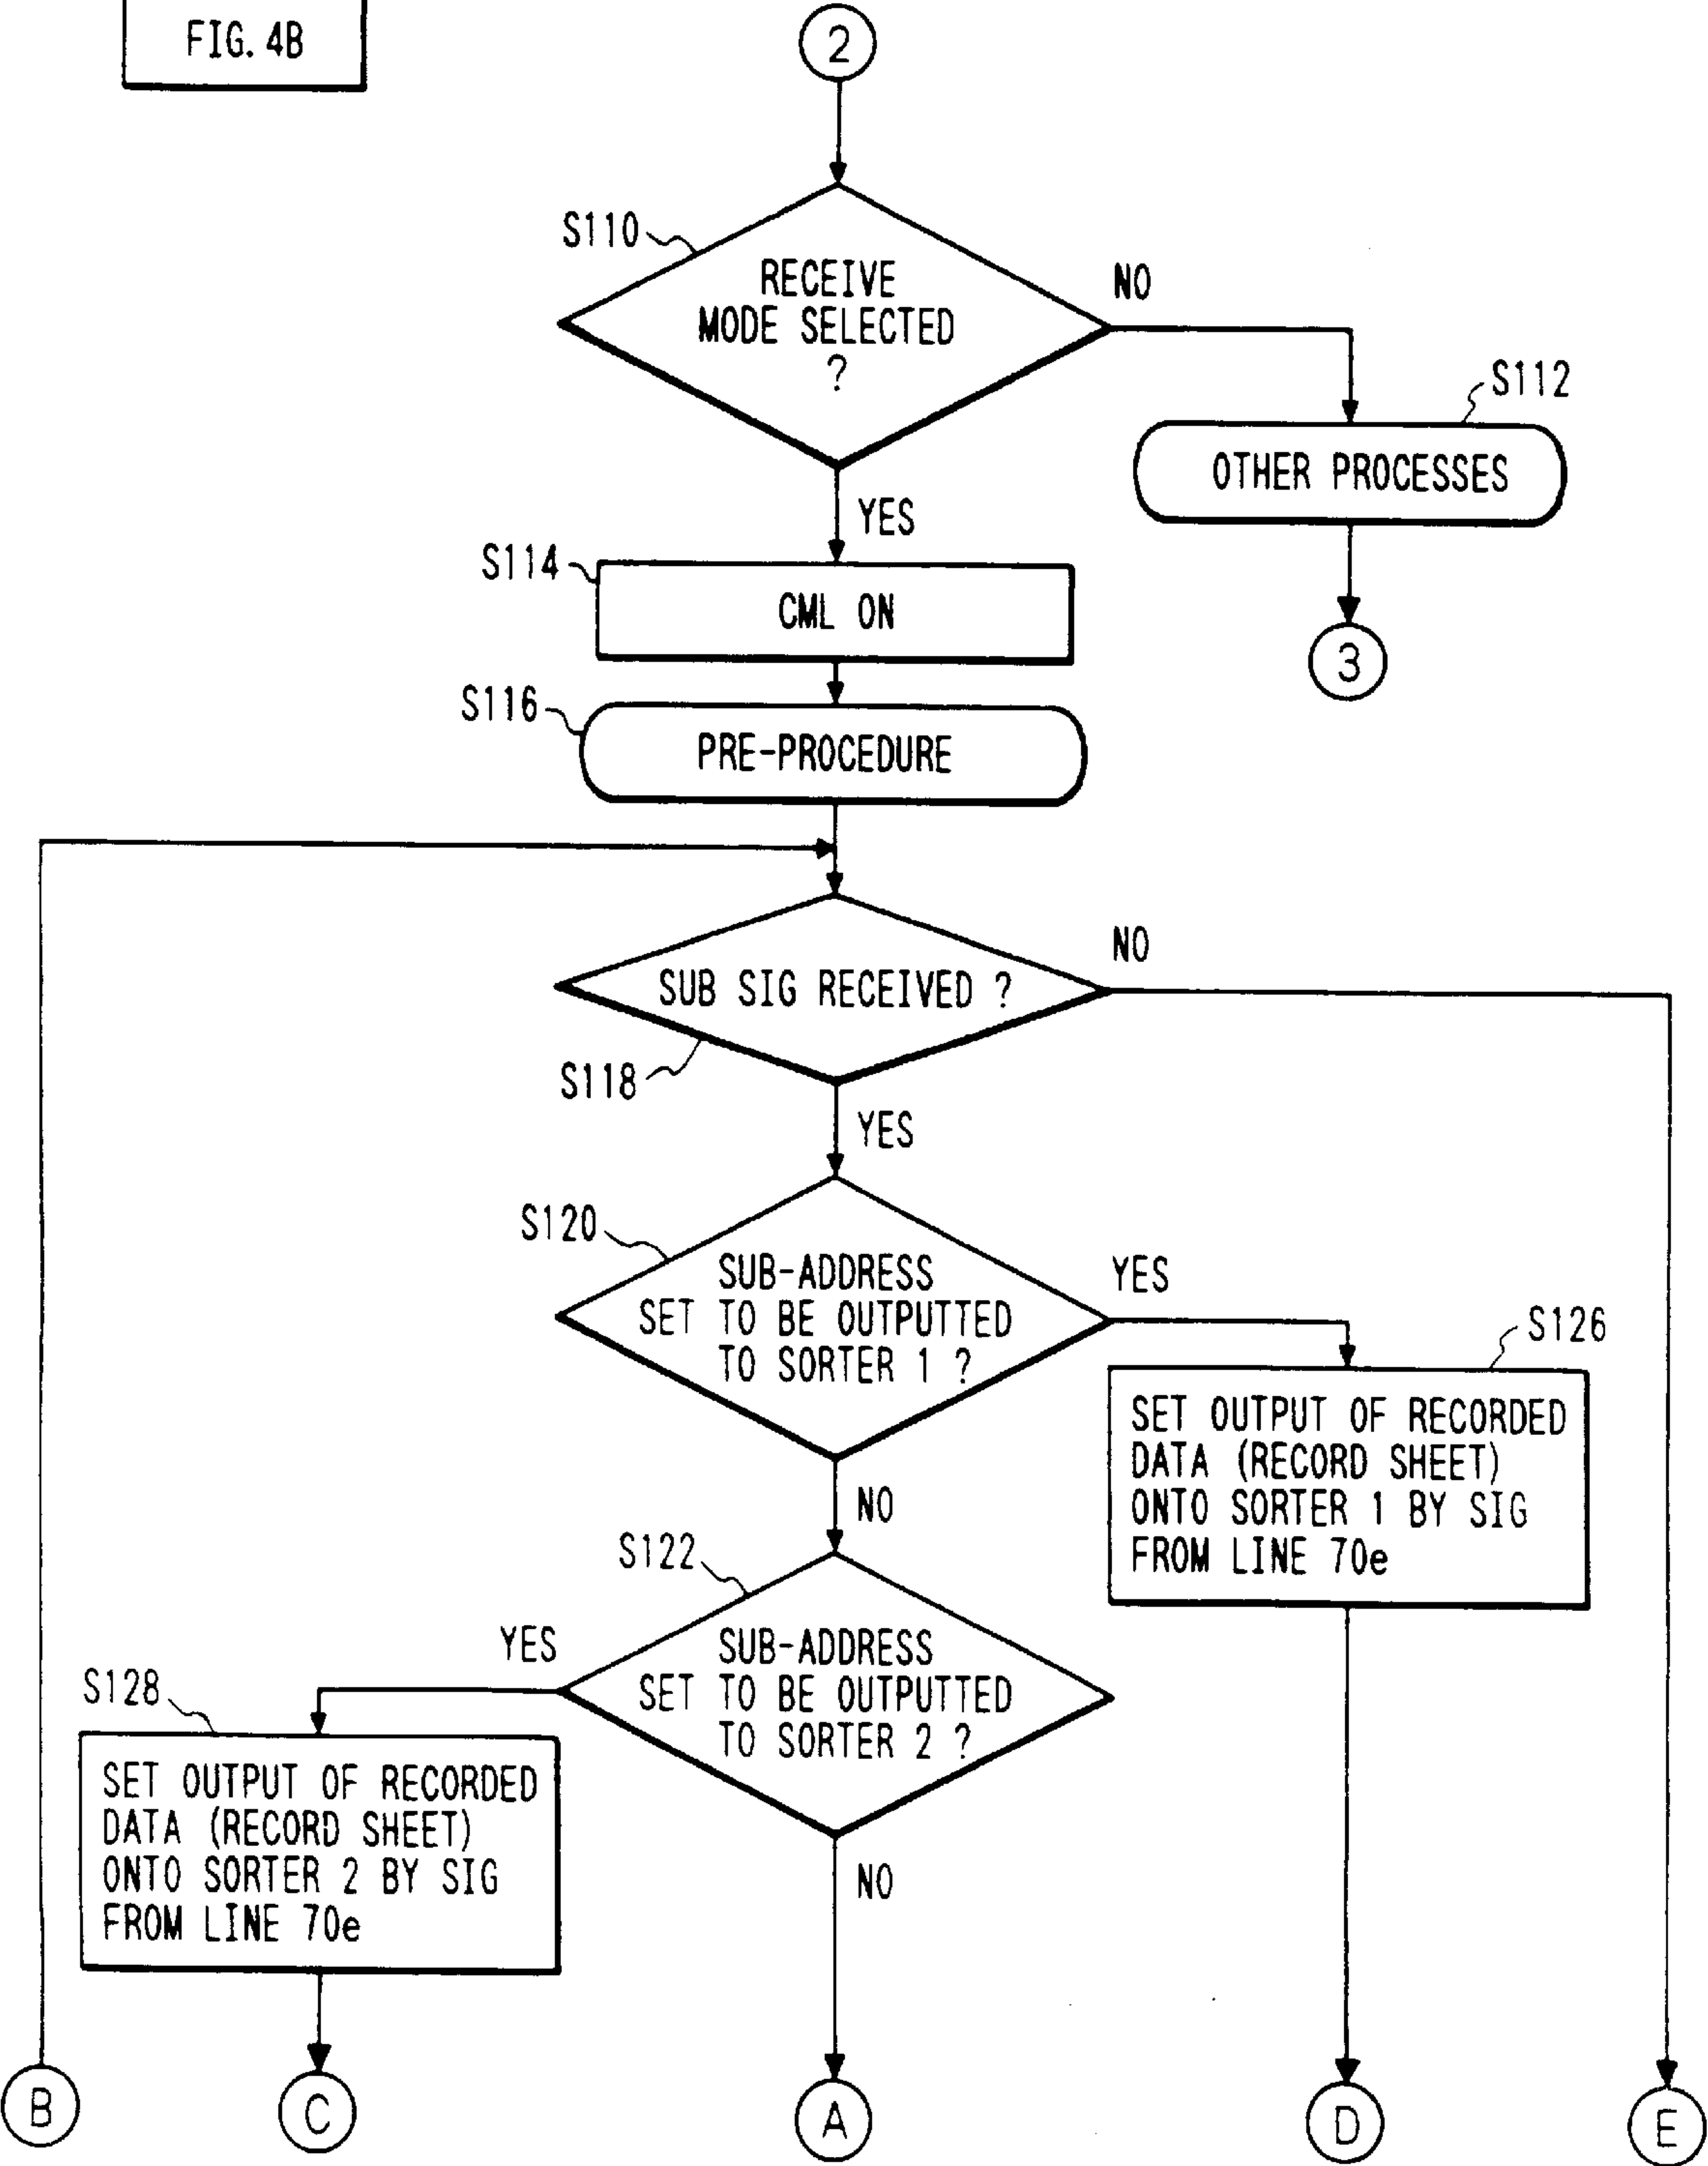 FIG. 4B
2
S110
RECEIVE
MODE SELECTED
?
NO
S112
OTHER PROCESSES
3
YES
S114
CML ON
S116
PRE-PROCEDURE
SUB SIG RECEIVED ?
NO
S118
YES
S120
SUB-ADDRESS
SET TO BE OUTPUTTED
TO SORTER 1 ?
YES
S126
SET OUTPUT OF RECORDED
DATA (RECORD SHEET)
ONTO SORTER 1 BY SIG
FROM LINE 70e
NO
S122
SUB-ADDRESS
SET TO BE OUTPUTTED
TO SORTER 2 ?
YES
S128
SET OUTPUT OF RECORDED
DATA (RECORD SHEET)
ONTO SORTER 2 BY SIG
FROM LINE 70e
NO
B
C
A
D
E